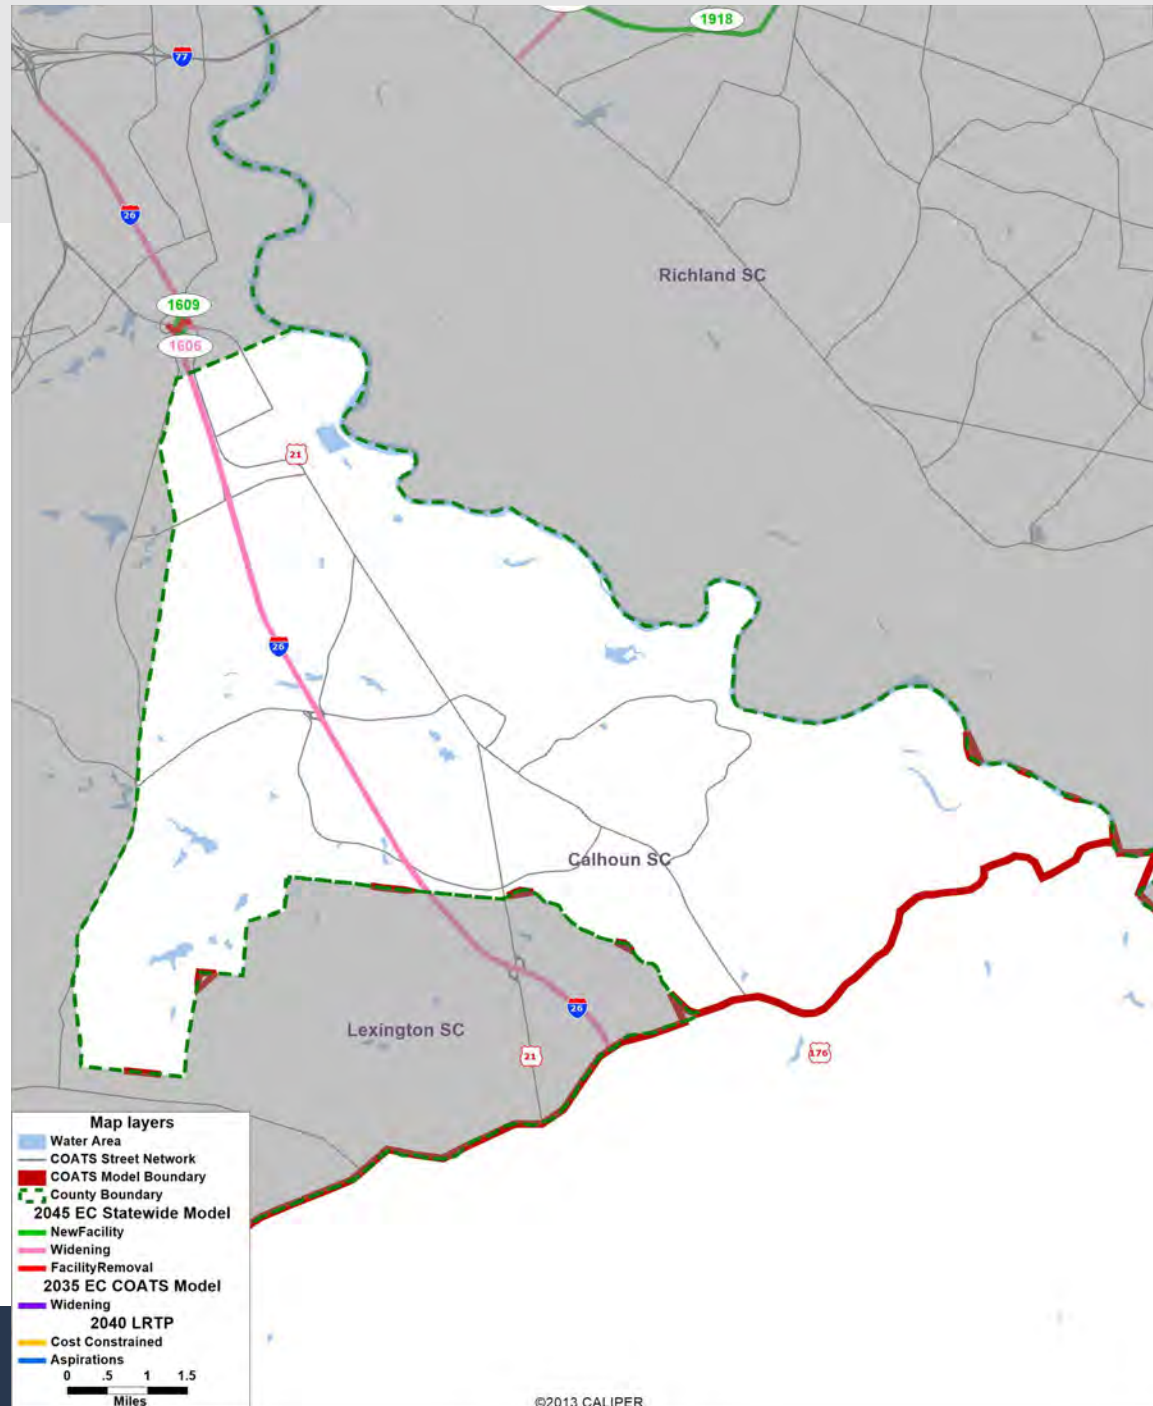 1918
77
26
Richland SC
1609
1606
21
26
Calhoun SC
26
Lexington SC
21
176
Map layers
Water Area
COATS Street Network
COATS Model Boundary
County Boundary
2045 EC Statewide Model
NewFacility
Widening
FacilityRemoval
2035 EC COATS Model
Widening
2040 LRTP
Cost Constrained
Aspirations
0 .5 1 1.5
Miles
©2013 CALIPER